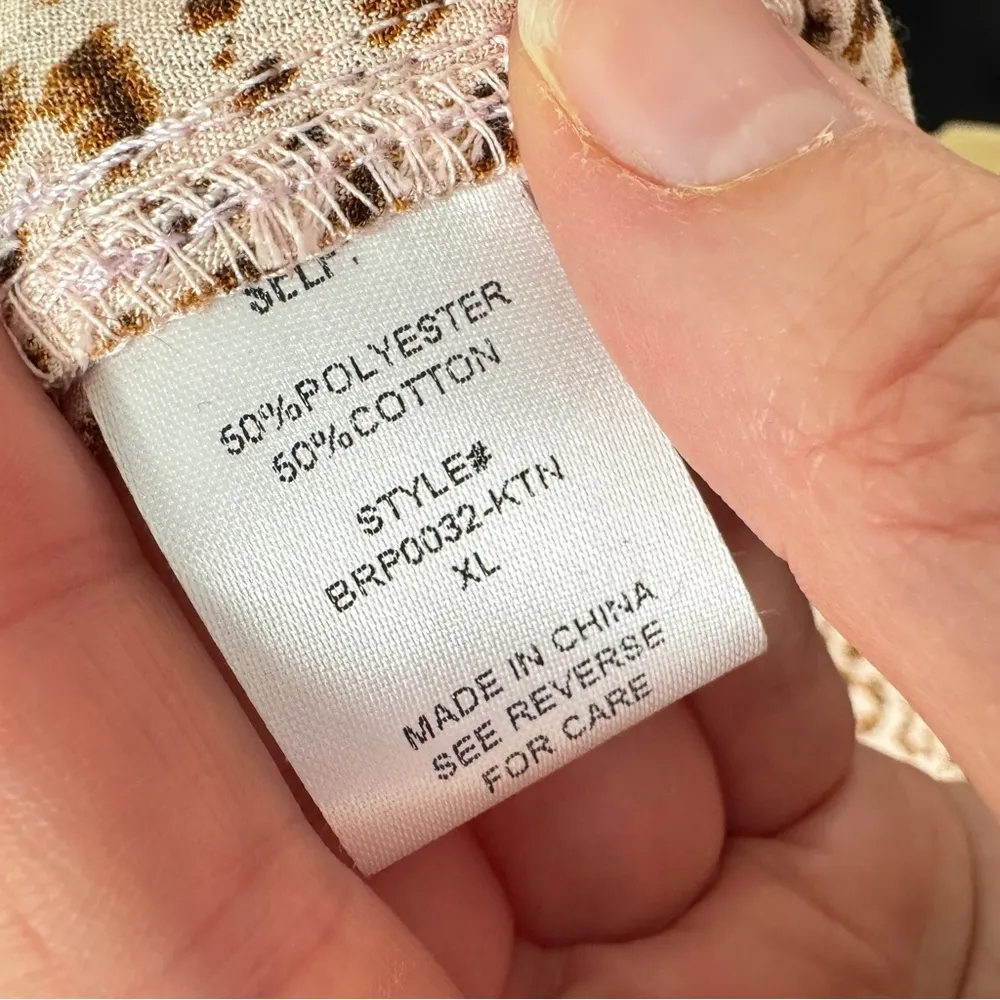 SELF:
50%POLYESTER
50%COTTON
STYLE#
BRP0032-KTN
XL
MADE IN CHINA
SEE REVERSE
FOR CARE